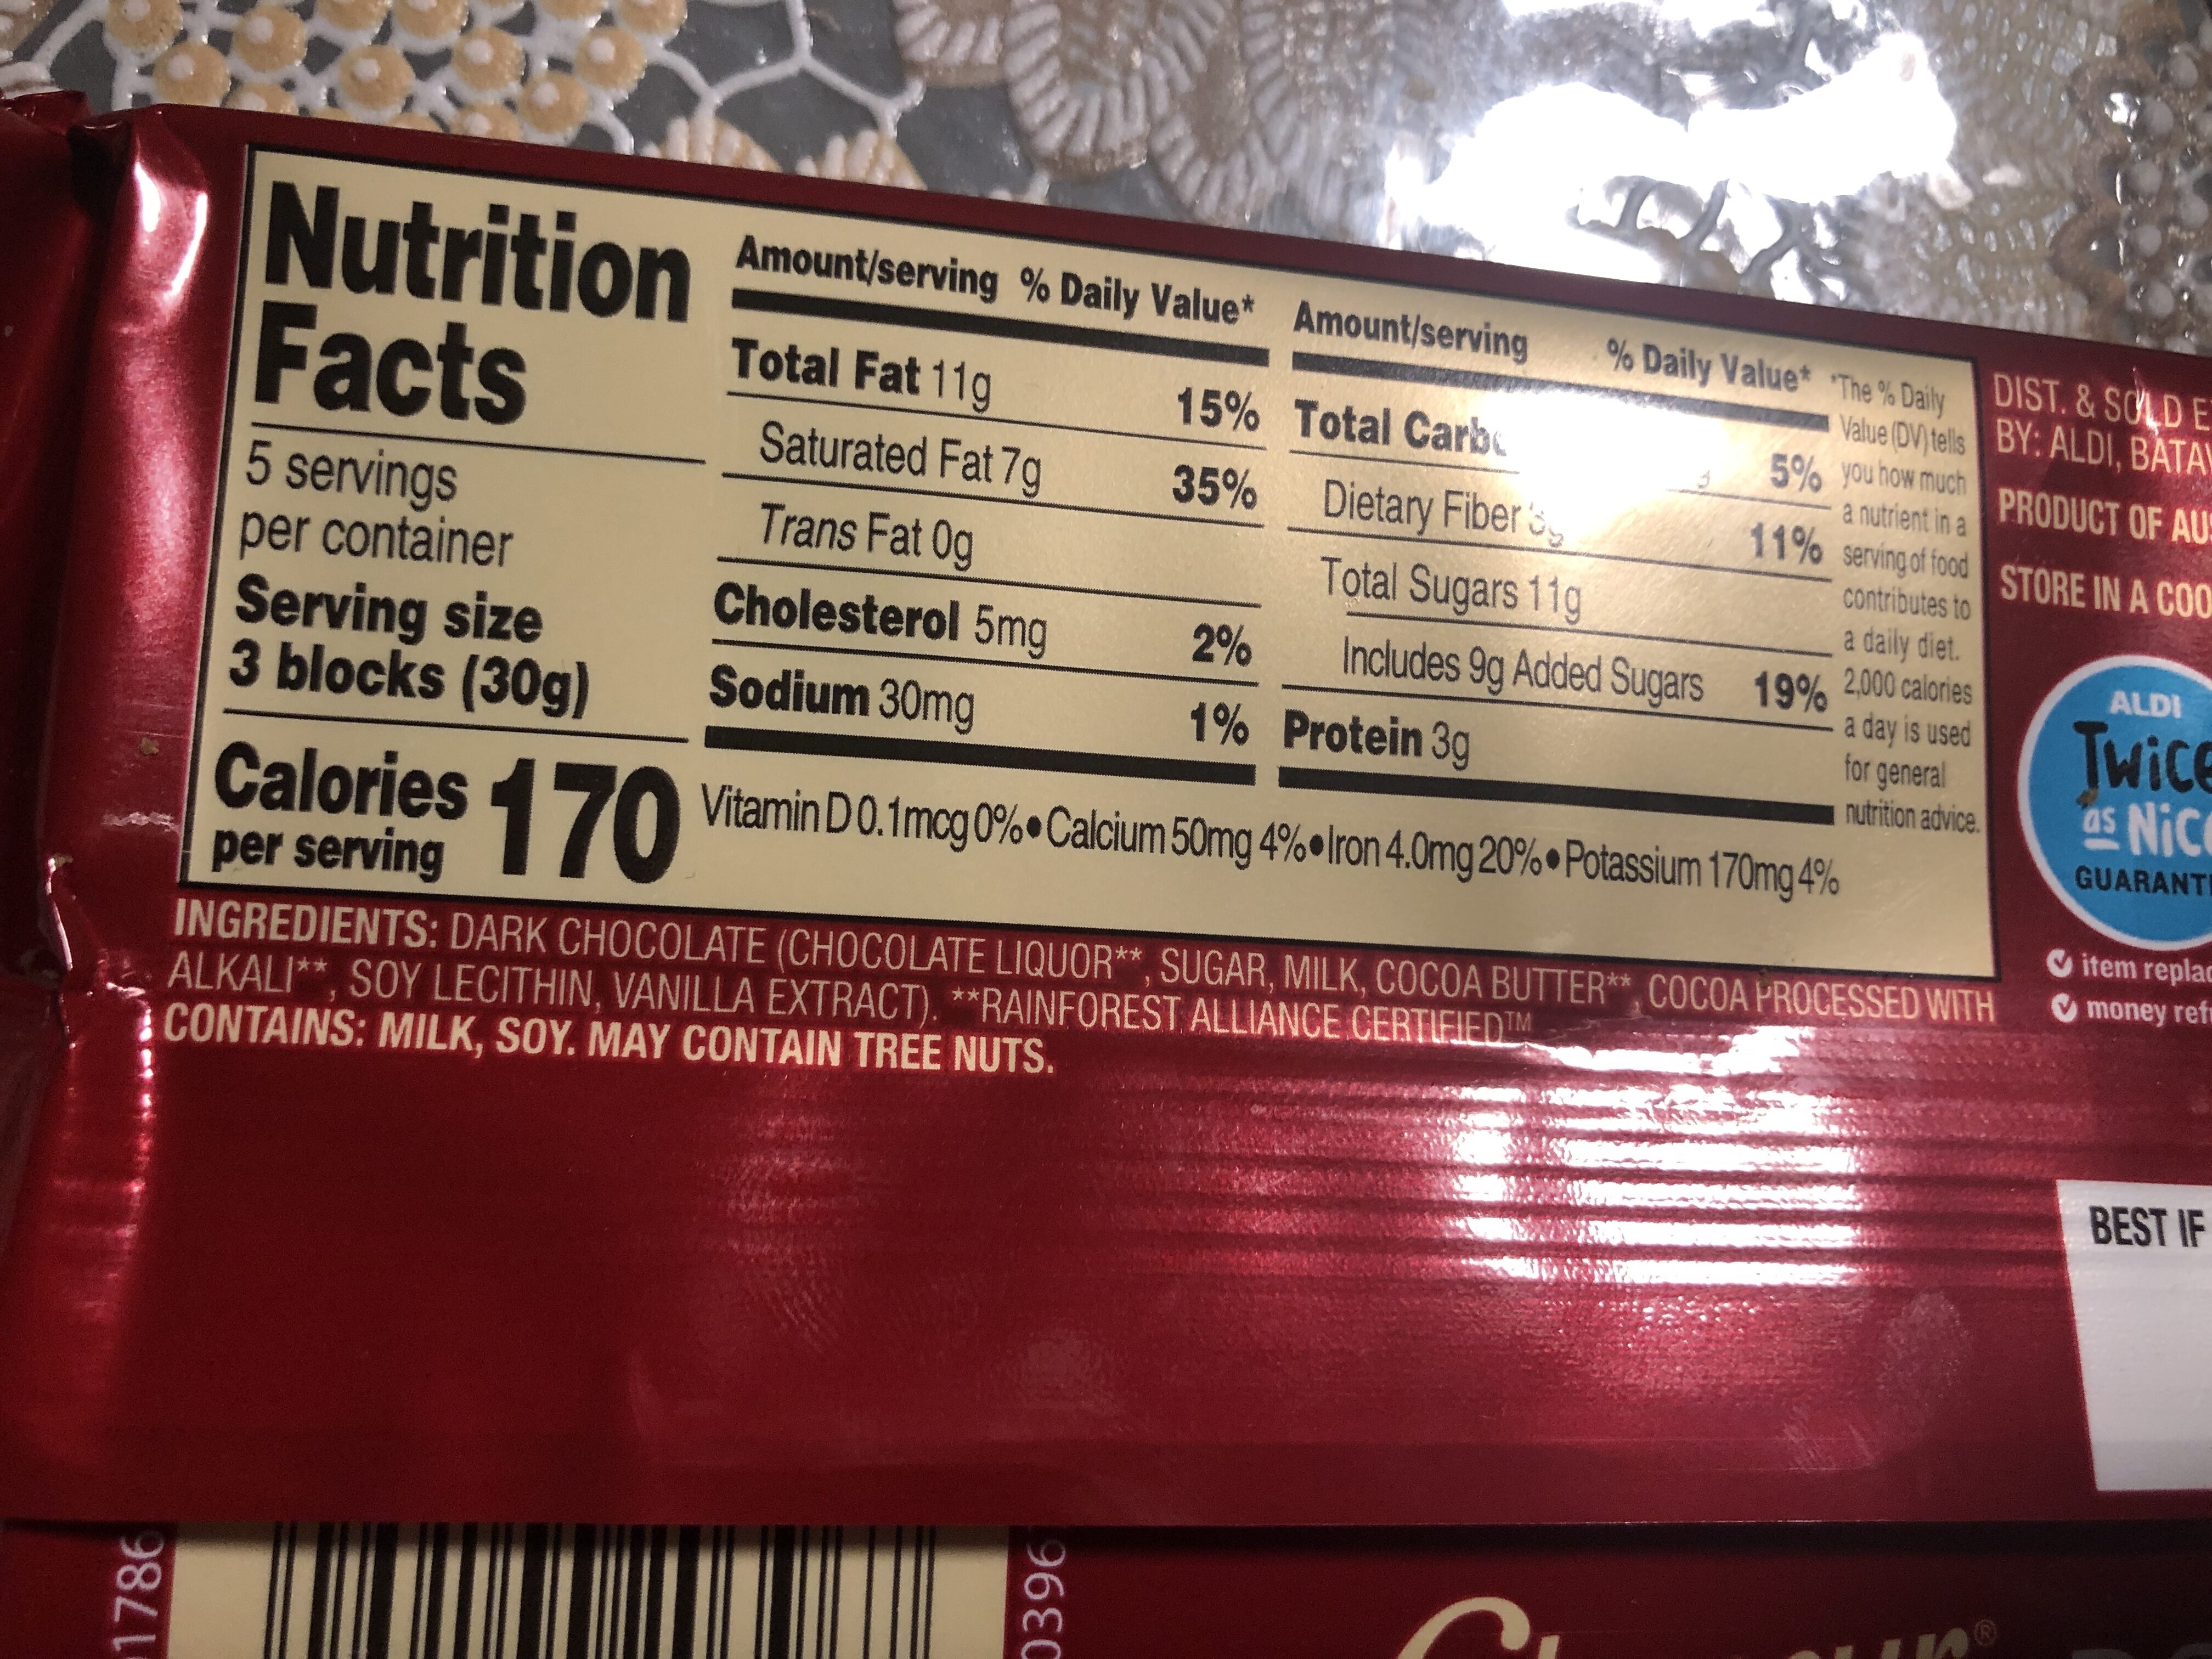 Nutrition
Facts
5 servings
per container
Serving size
3 blocks (30g)
Calories 170
per serving
Amount/serving % Daily Value*
Total Fat 11g 15%
Saturated Fat 7g 35%
Trans Fat 0g
Cholesterol 5mg 2%
Sodium 30mg 1%
Amount/serving % Daily Value*
Total 5%
Dietary Fiber 11%
Total Sugars 11g
Includes 9g Added Sugars 19%
Protein 3g
Vitamin D 0.1mcg 0% • Calcium 50mg 4% • Iron 4.0mg 20% • Potassium 170mg 4%
*The % Daily
Value (DV) tells
you how much
a nutrient in a
serving of food
contributes to
a daily diet.
2,000 calories
a day is used
for general
nutrition advice.
INGREDIENTS: DARK CHOCOLATE (CHOCOLATE LIQUOR**, SUGAR, MILK, COCOA BUTTER**, COCOA PROCESSED WITH
ALKALI**, SOY LECITHIN, VANILLA EXTRACT). **RAINFOREST ALLIANCE CERTIFIED™
CONTAINS: MILK, SOY. MAY CONTAIN TREE NUTS.
DIST. & SOLD
BY: ALDI,
PRODUCT OF
STORE IN A
ALDI
Twice
as Nice
item
money
BEST IF
1786
0396